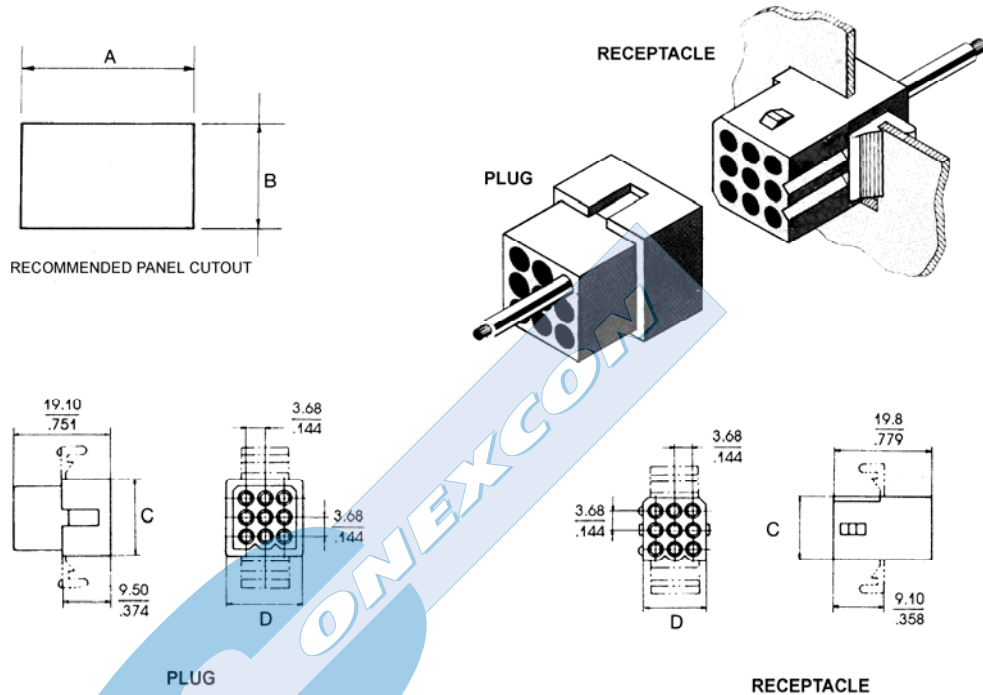 A
B
RECOMMENDED PANEL CUTOUT
RECEPTACLE
PLUG
19.10
.751
C
9.50
.374
3.68
.144
3.68
.144
D
PLUG
3.68
.144
3.68
.144
D
19.8
.779
C
9.10
.358
RECEPTACLE
CONEXCON